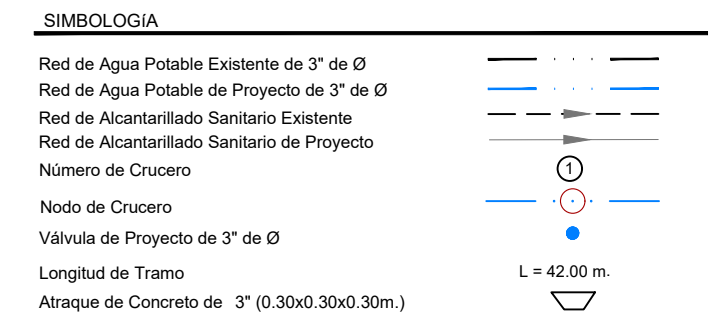 SIMBOLOGíA
Red de Agua Potable Existente de 3" de Ø
Red de Agua Potable de Proyecto de 3" de Ø
Red de Alcantarillado Sanitario Existente
Red de Alcantarillado Sanitario de Proyecto
Número de Crucero 1
Nodo de Crucero
Válvula de Proyecto de 3" de Ø
Longitud de Tramo L = 42.00 m.
Atraque de Concreto de 3" (0.30x0.30x0.30m.)